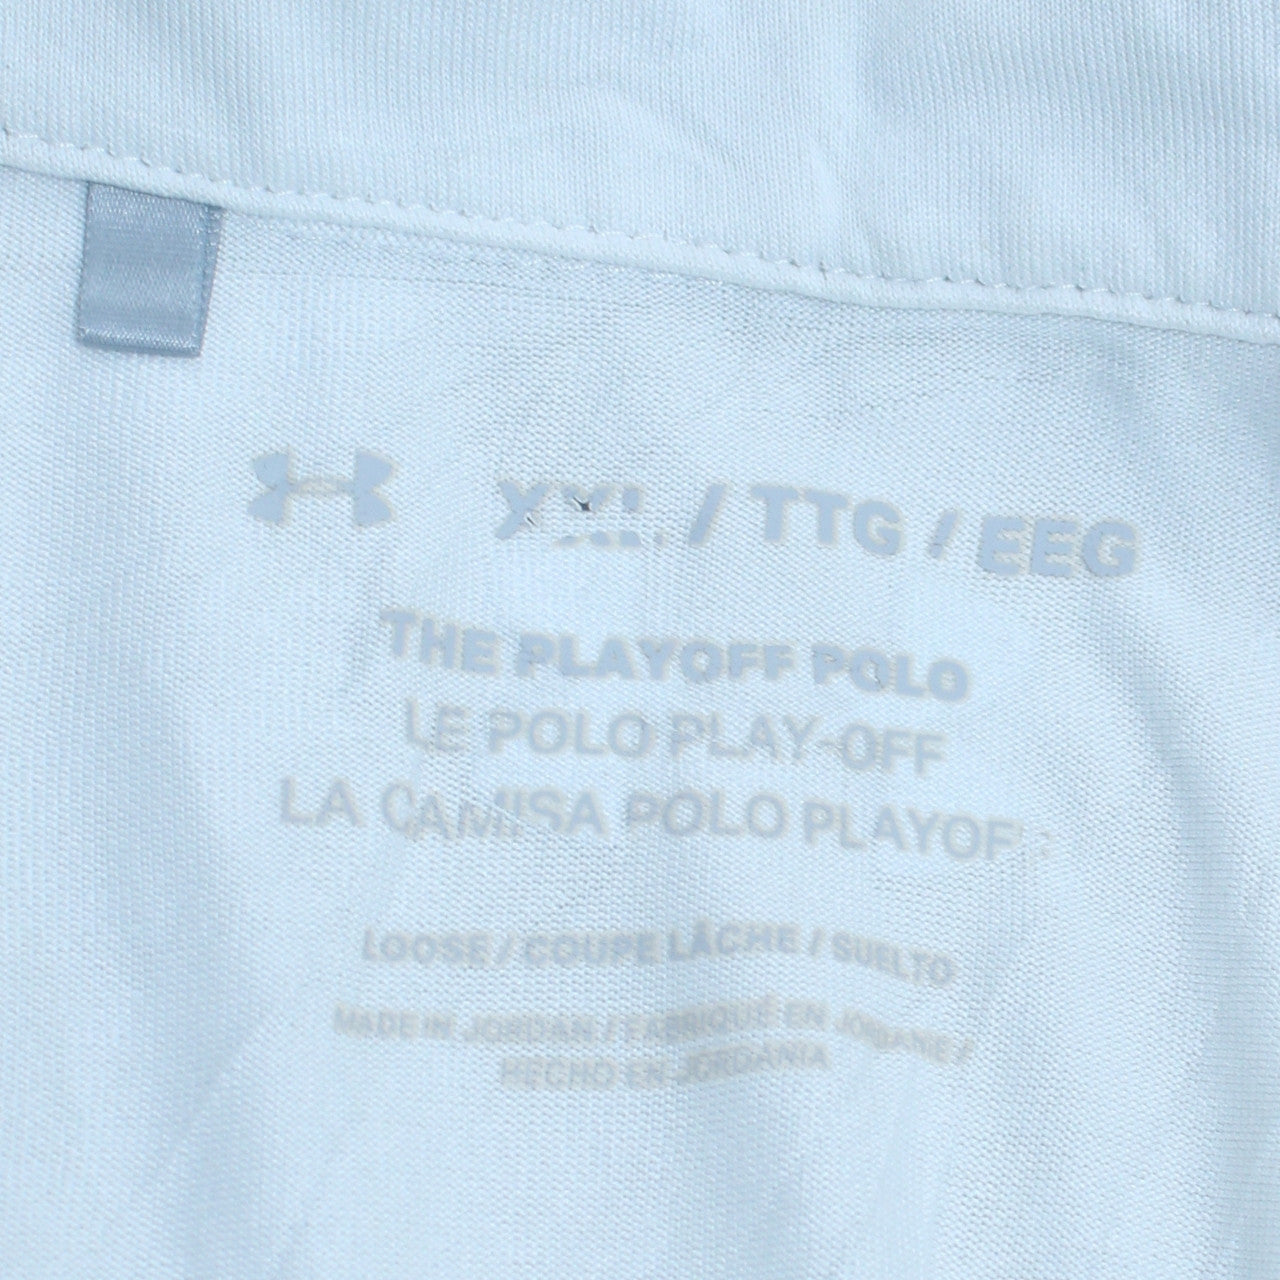 XXL / TTG / EEG
THE PLAYOFF POLO
LE POLO PLAY-OFF
LA CAMISA POLO PLAYOFF
LOOSE / COUPE LÂCHE / SUELTO
MADE IN JORDAN / FABRIQUÉ EN JORDANIE /
HECHO EN JORDANIA